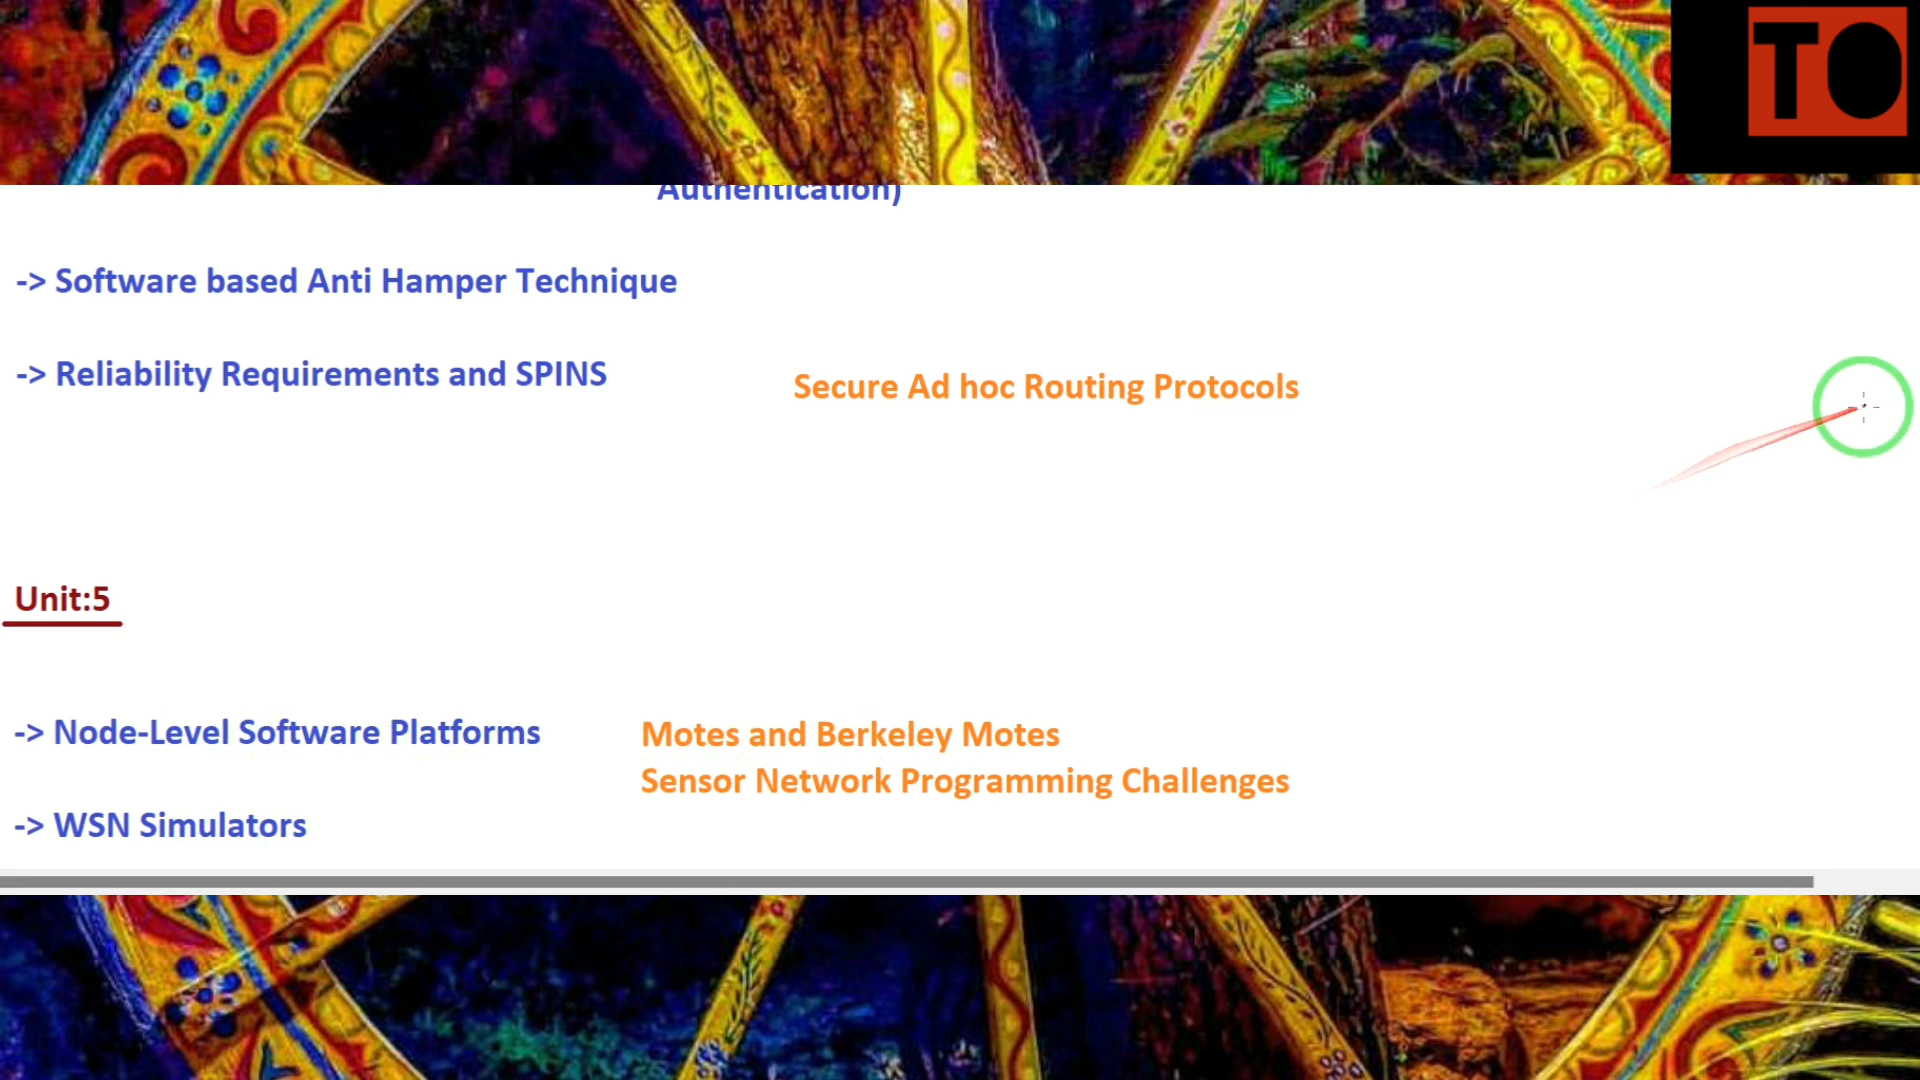 TO
Authentication)
-> Software based Anti Hamper Technique
-> Reliability Requirements and SPINS
Secure Ad hoc Routing Protocols
Unit:5
-> Node-Level Software Platforms
Motes and Berkeley Motes
Sensor Network Programming Challenges
-> WSN Simulators